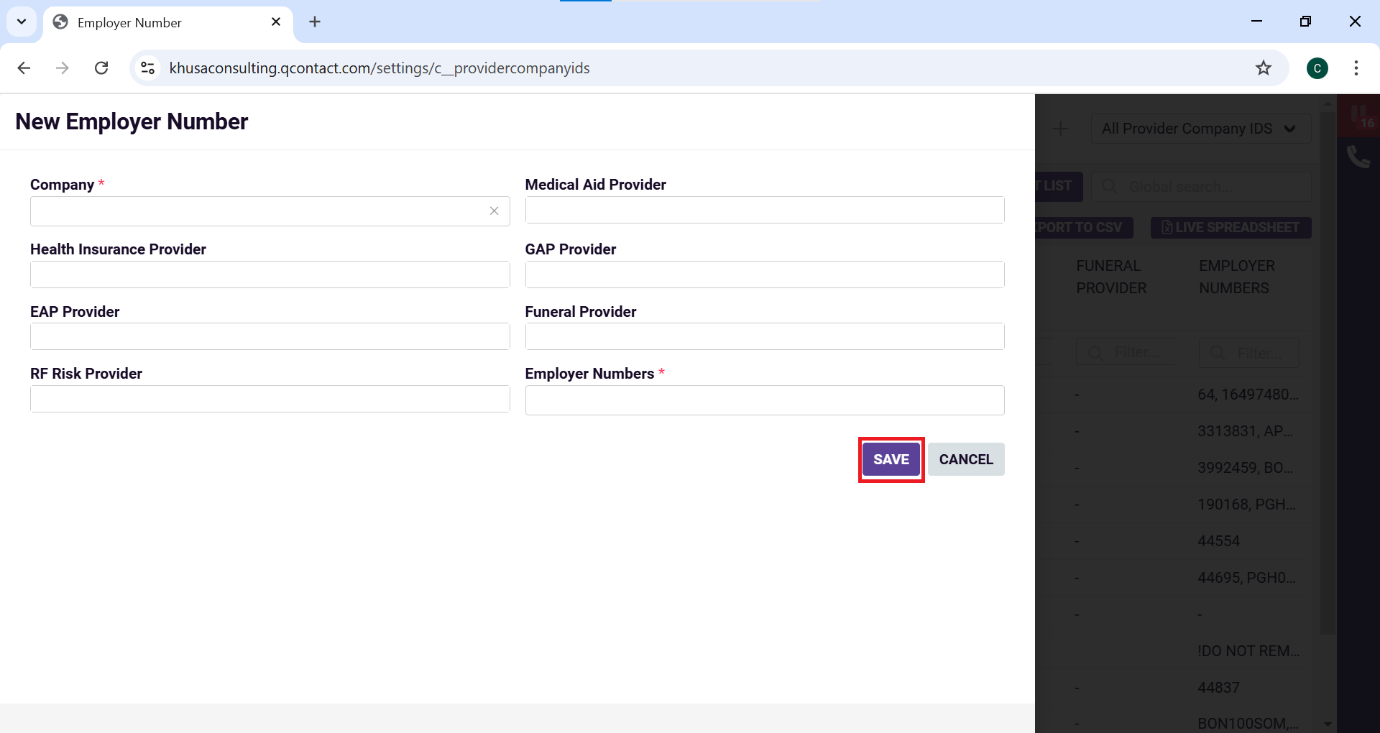 Employer Number
khusaconsulting.qcontact.com/settings/c__providercompanyids
C
New Employer Number
Company *
Medical Aid Provider
Health Insurance Provider
GAP Provider
EAP Provider
Funeral Provider
RF Risk Provider
Employer Numbers *
SAVE
CANCEL
All Provider Company IDS
16
T LIST
Global search...
PORT TO CSV
LIVE SPREADSHEET
FUNERAL
PROVIDER
EMPLOYER
NUMBERS
Filter...
Filter...
- 64, 16497480...
- 3313831, AP...
- 3992459, BO...
- 190168, PGH...
- 44554
- 44695, PGH0...
- -
!DO NOT REM...
- 44837
- BON100SOM,...